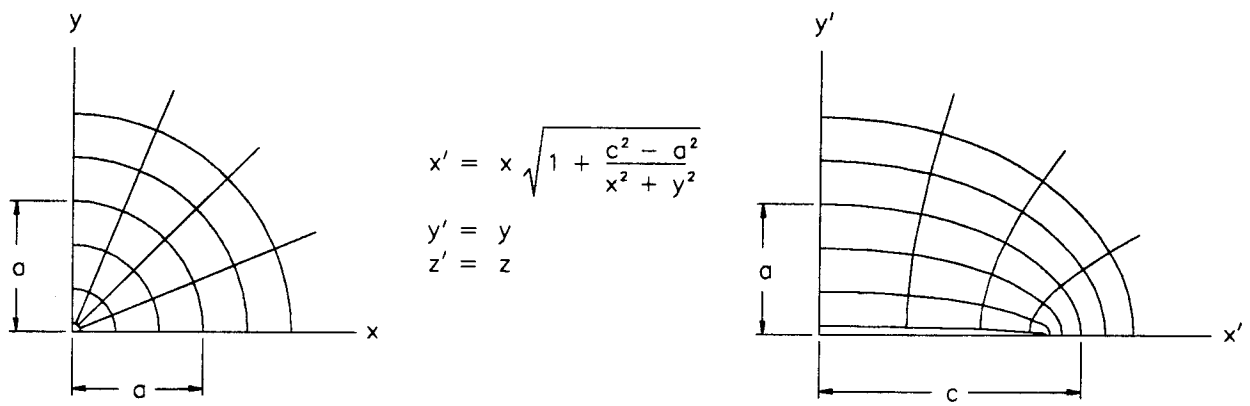 y
a
x
a
x′ = x √(1 + (c² − a²)/(x² + y²))
y′ = y
z′ = z
y′
a
x′
c